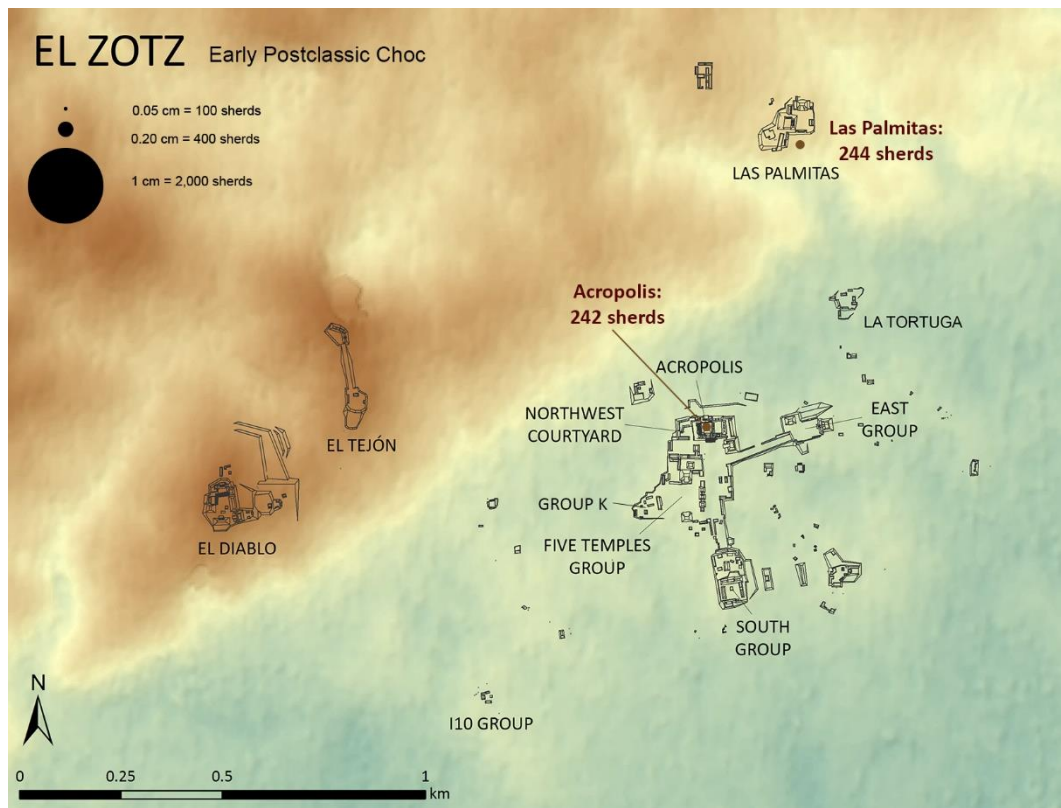 EL ZOTZ Early Postclassic Choc
0.05 cm = 100 sherds
0.20 cm = 400 sherds
1 cm = 2,000 sherds
Las Palmitas:
244 sherds
LAS PALMITAS
Acropolis:
242 sherds
LA TORTUGA
ACROPOLIS
NORTHWEST
COURTYARD
EAST
GROUP
EL TEJÓN
GROUP K
EL DIABLO
FIVE TEMPLES
GROUP
SOUTH
GROUP
N
I10 GROUP
0 0.25 0.5 1
km